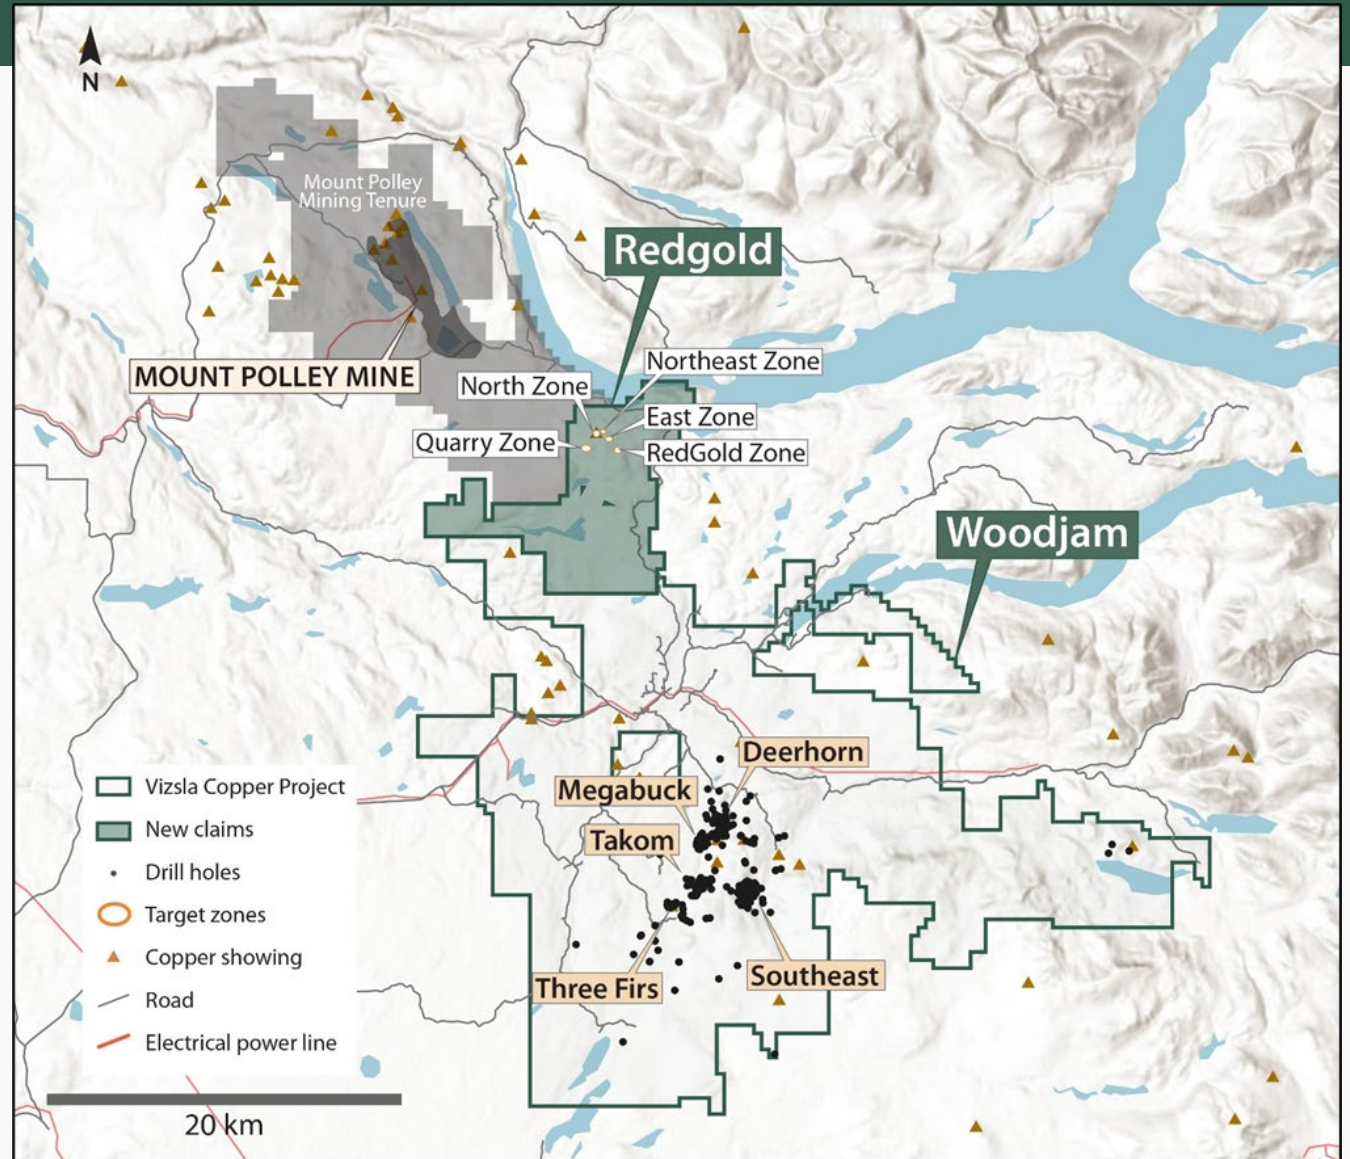 N
Mount Polley
Mining Tenure
Redgold
MOUNT POLLEY MINE
Northeast Zone
North Zone
East Zone
Quarry Zone
RedGold Zone
Woodjam
Deerhorn
Megabuck
Takom
Three Firs
Southeast
Vizsla Copper Project
New claims
Drill holes
Target zones
Copper showing
Road
Electrical power line
20 km